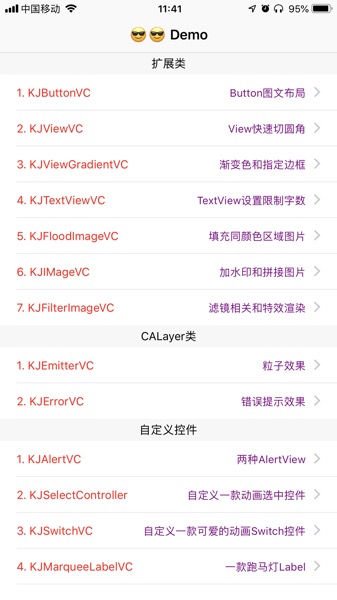 中国移动 11:41 95%
😎😎 Demo
扩展类
1. KJButtonVC Button图文布局
2. KJViewVC View快速切圆角
3. KJViewGradientVC 渐变色和指定边框
4. KJTextViewVC TextView设置限制字数
5. KJFloodImageVC 填充同颜色区域图片
6. KJIMageVC 加水印和拼接图片
7. KJFilterImageVC 滤镜相关和特效渲染
CALayer类
1. KJEmitterVC 粒子效果
2. KJErrorVC 错误提示效果
自定义控件
1. KJAlertVC 两种AlertView
2. KJSelectController 自定义一款动画选中控件
3. KJSwitchVC 自定义一款可爱的动画Switch控件
4. KJMarqueeLabelVC 一款跑马灯Label